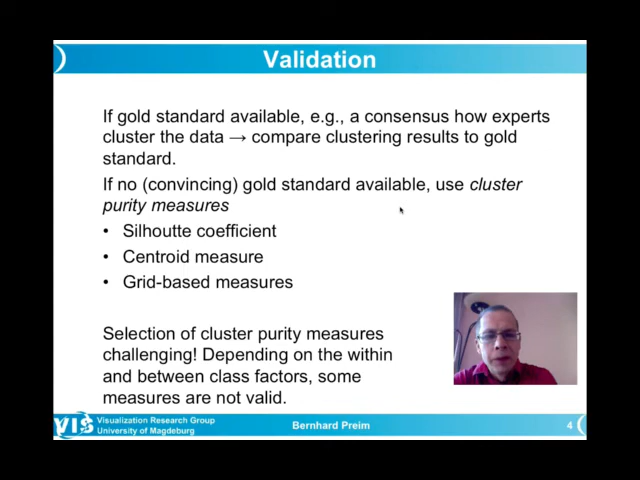 Validation
If gold standard available, e.g., a consensus how experts
cluster the data → compare clustering results to gold
standard.
If no (convincing) gold standard available, use cluster
purity measures
• Silhoutte coefficient
• Centroid measure
• Grid-based measures
Selection of cluster purity measures
challenging! Depending on the within
and between class factors, some
measures are not valid.
VIS
Visualization Research Group
University of Magdeburg
Bernhard Preim
4